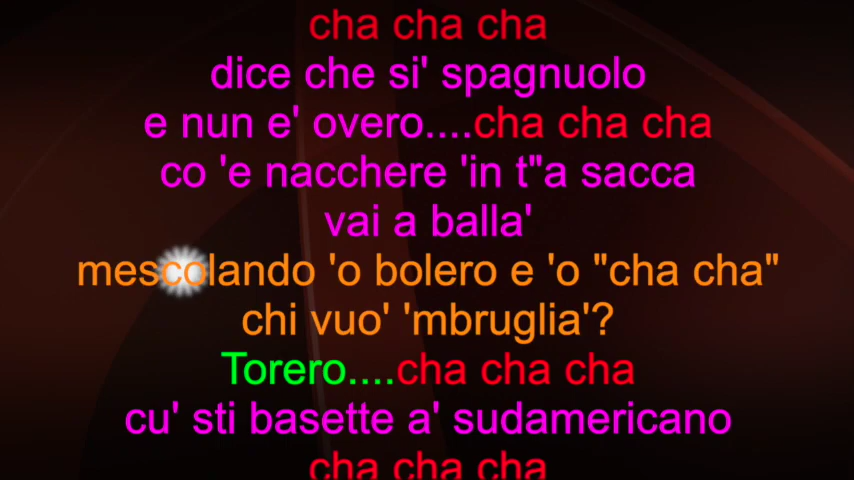 cha cha cha
dice che si' spagnuolo
e nun e' overo....cha cha cha
co 'e nacchere 'in t''a sacca
vai a balla'
mescolando 'o bolero e 'o "cha cha"
chi vuo' 'mbruglia'?
Torero....cha cha cha
cu' sti basette a' sudamericano
cha cha cha